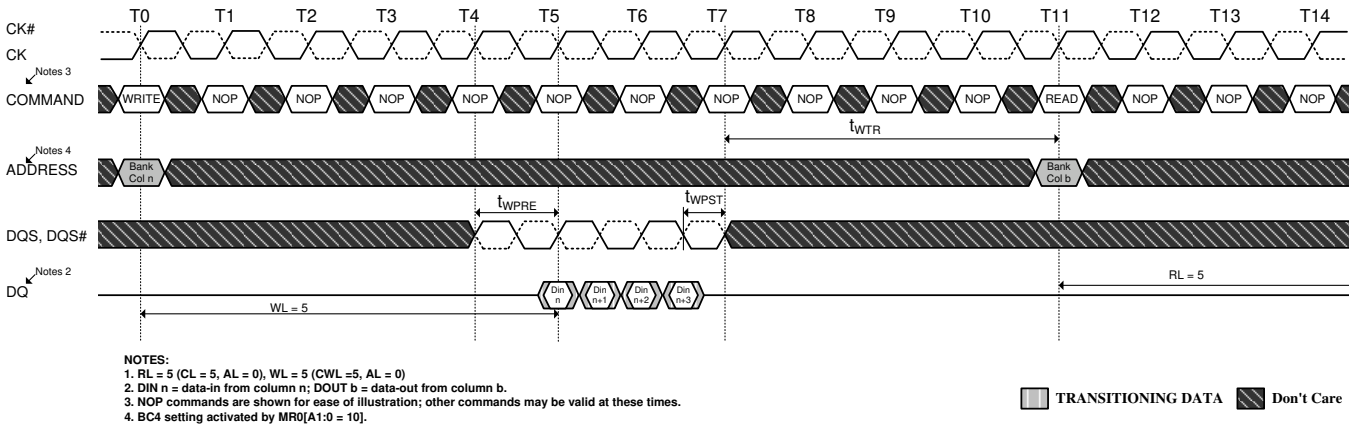 T0 T1 T2 T3 T4 T5 T6 T7 T8 T9 T10 T11 T12 T13 T14
CK#
CK
Notes 3
COMMAND WRITE NOP NOP NOP NOP NOP NOP NOP NOP NOP NOP READ NOP NOP NOP
tWTR
Notes 4
ADDRESS Bank Col n Bank Col b
tWPRE tWPST
DQS, DQS#
Notes 2
DQ Din n Din n+1 Din n+2 Din n+3 RL = 5
WL = 5
NOTES:
1. RL = 5 (CL = 5, AL = 0), WL = 5 (CWL =5, AL = 0)
2. DIN n = data-in from column n; DOUT b = data-out from column b.
3. NOP commands are shown for ease of illustration; other commands may be valid at these times.
4. BC4 setting activated by MR0[A1:0 = 10].
TRANSITIONING DATA Don't Care